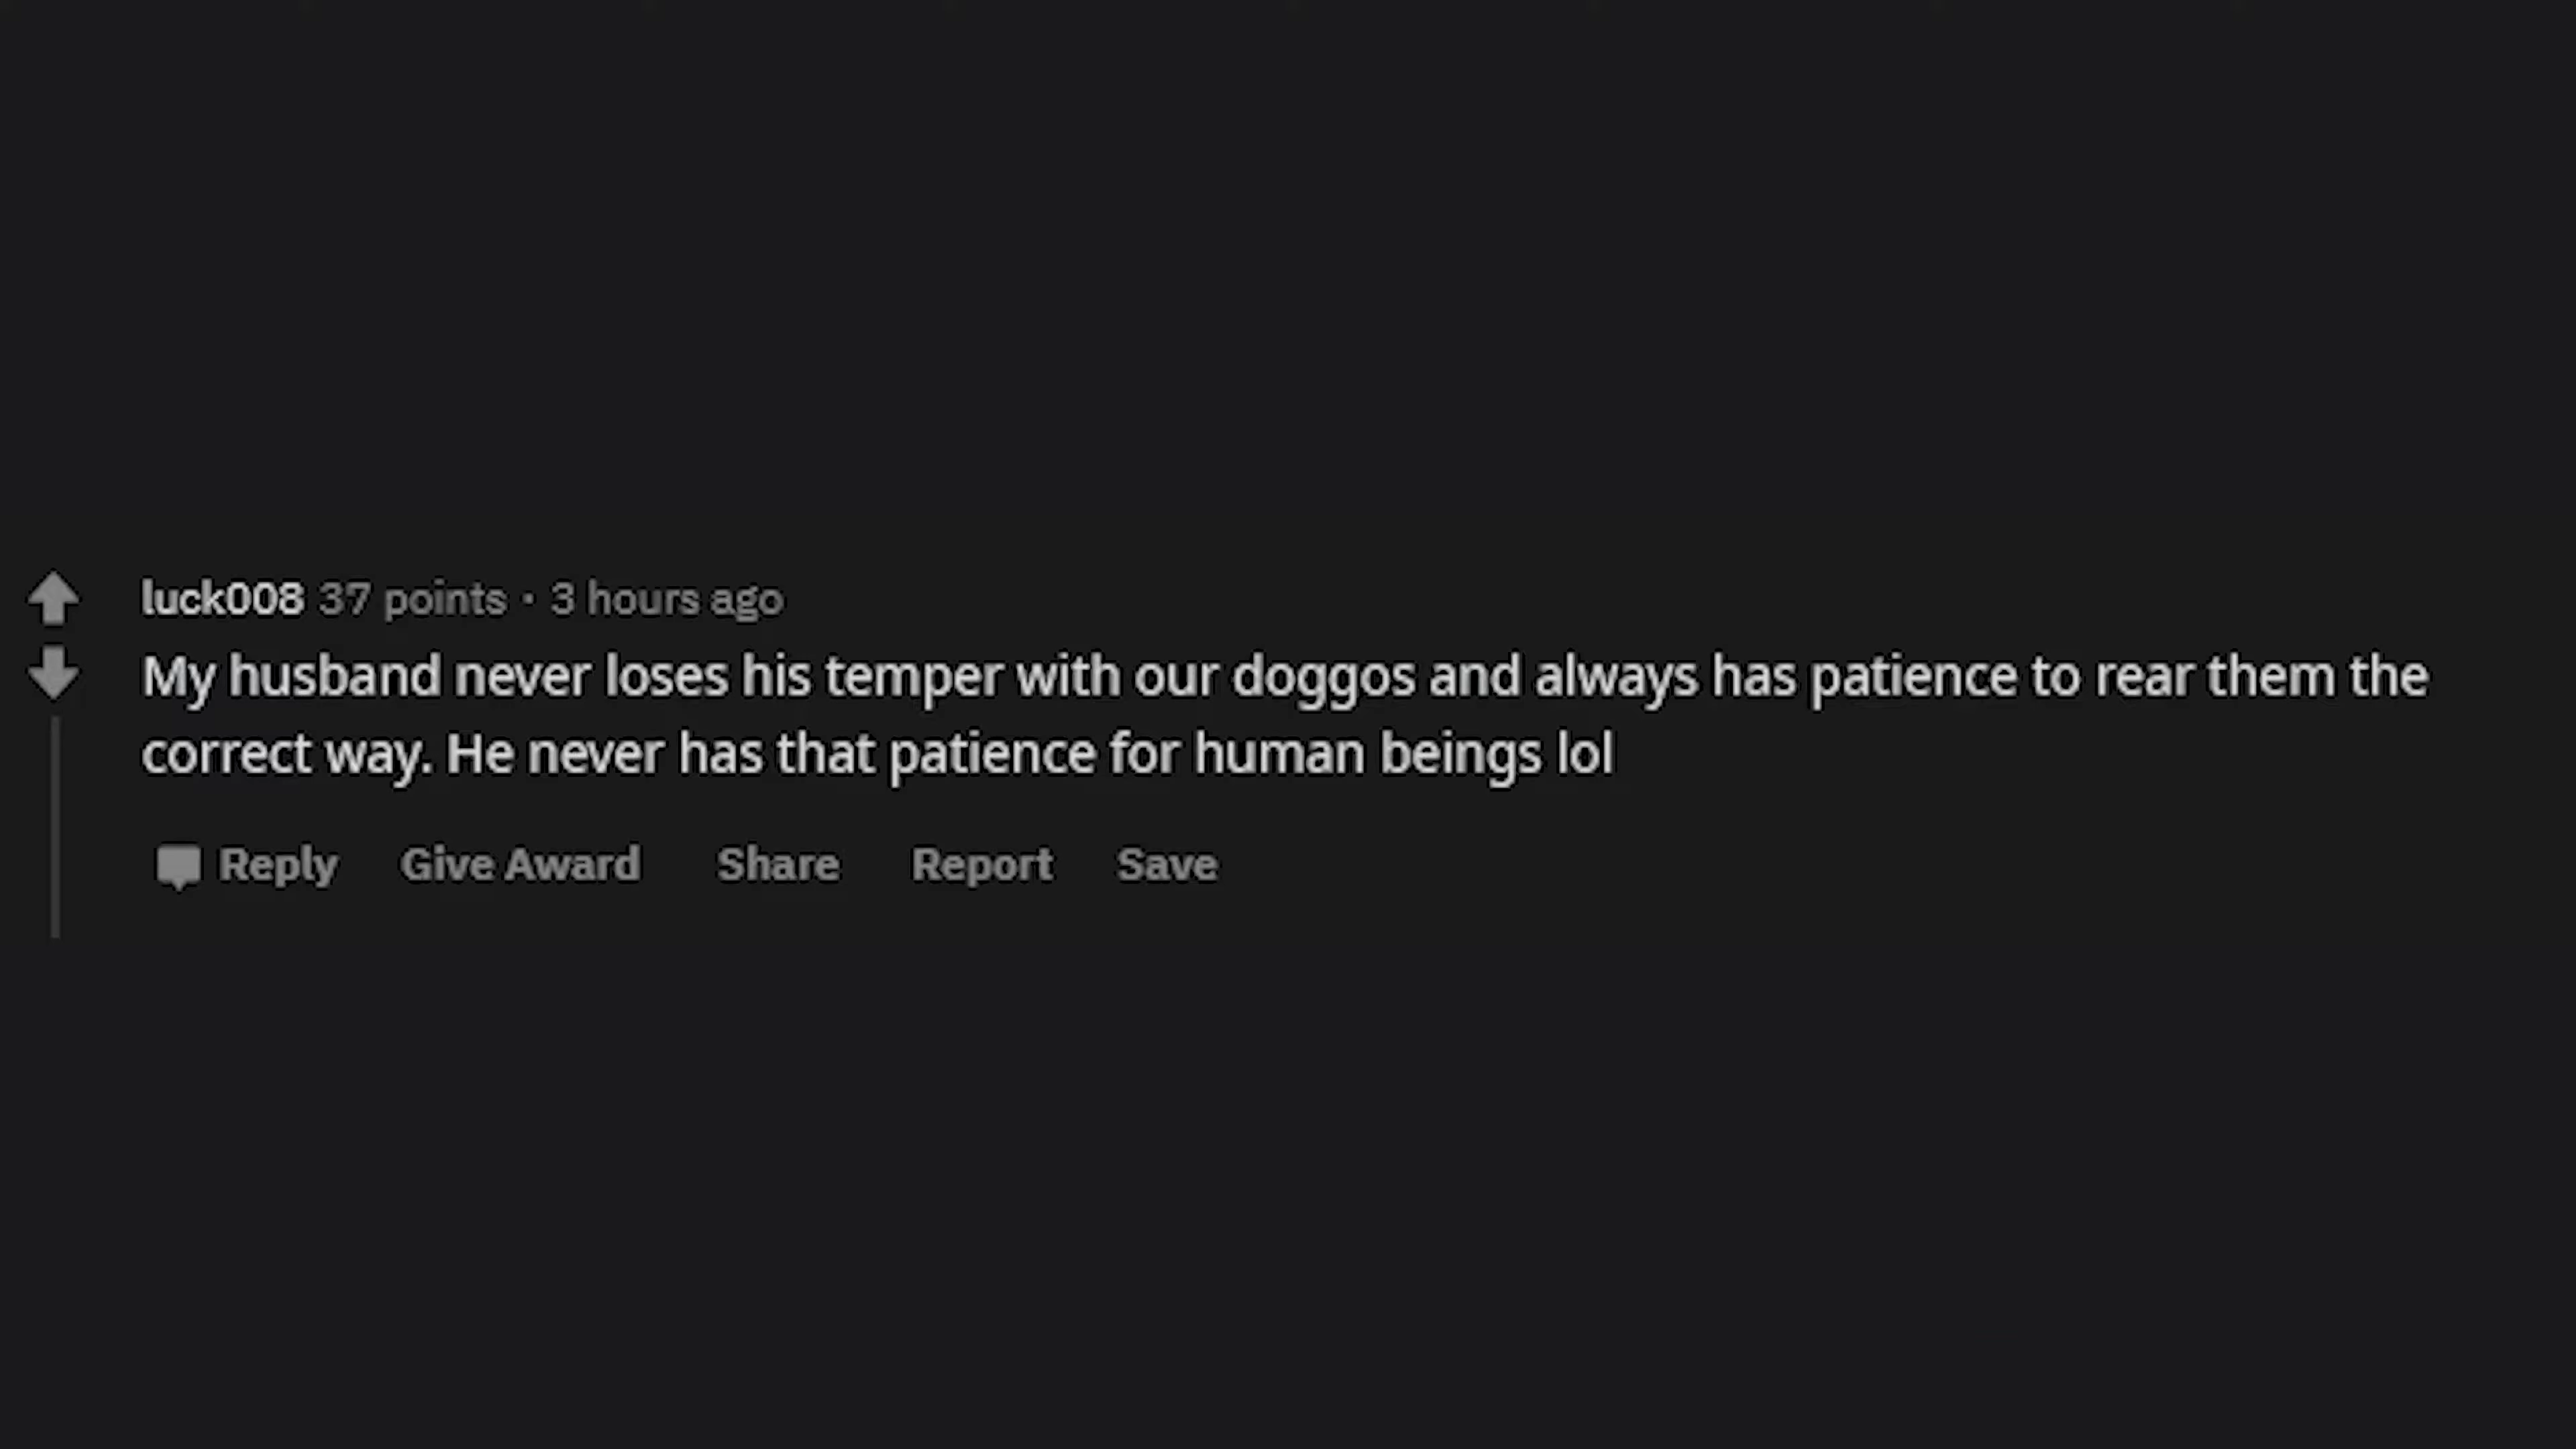 luck008 37 points · 3 hours ago
My husband never loses his temper with our doggos and always has patience to rear them the
correct way. He never has that patience for human beings lol
Reply Give Award Share Report Save